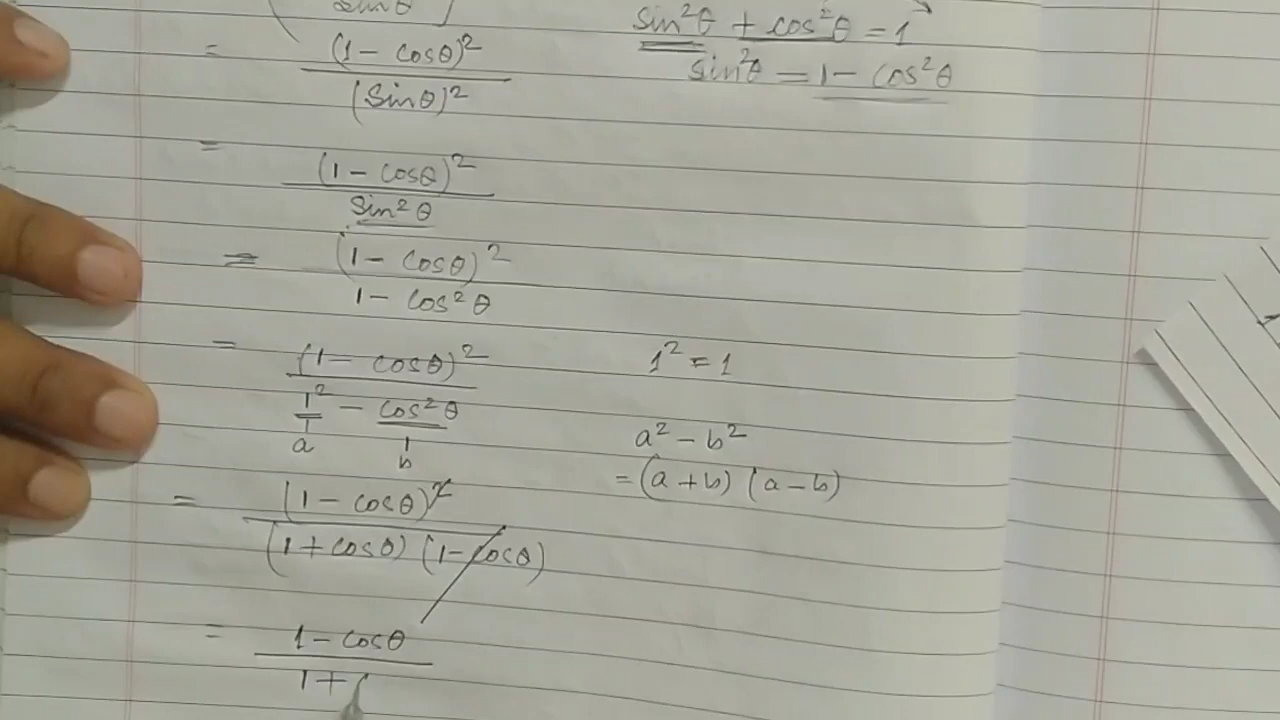 sinθ
= (1 - cosθ)²
(Sinθ)²
= (1 - cosθ)²
Sin²θ
= (1 - cosθ)²
1 - cos²θ
= (1 - cosθ)²
1² - cos²θ
a b
= (1 - cosθ)²
(1 + cosθ) (1 - cosθ)
= 1 - cosθ
1 +
sin²θ + cos²θ = 1
sin²θ = 1 - cos²θ
1² = 1
a² - b²
= (a + b) (a - b)